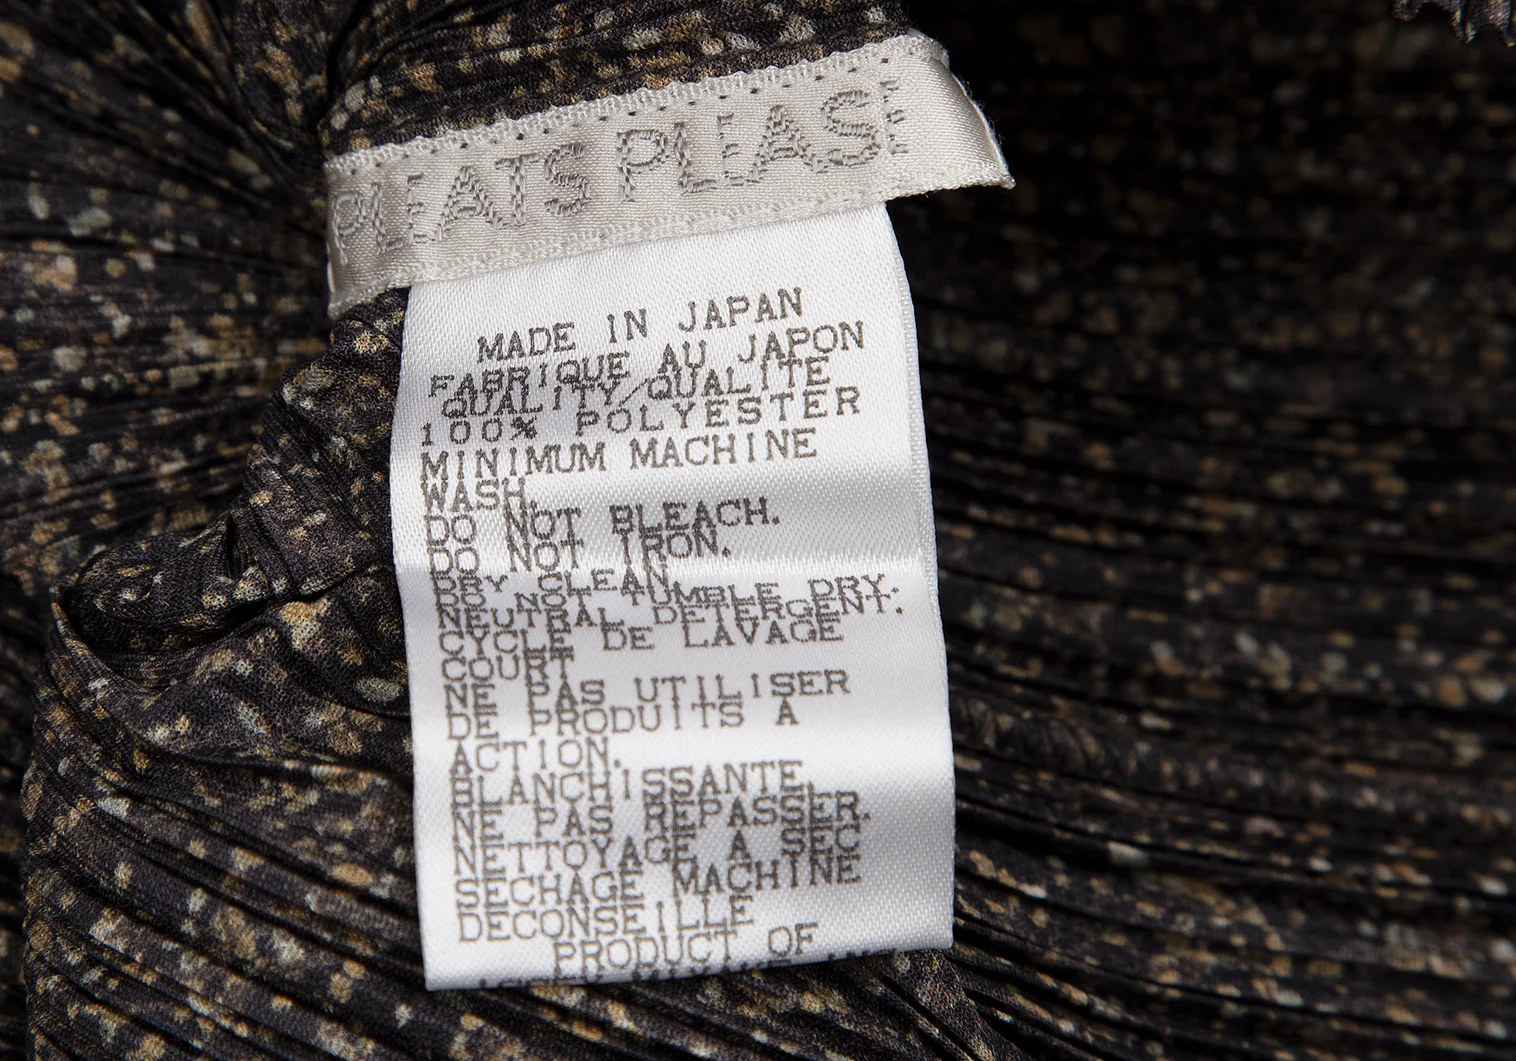 PLEATS PLEASE
MADE IN JAPAN
FABRIQUE AU JAPON
QUALITY/QUALITE
100% POLYESTER
MINIMUM MACHINE
WASH.
DO NOT BLEACH.
DO NOT IRON.
DRY CLEAN.
DO NOT TUMBLE DRY.
NEUTRAL DETERGENT.
CYCLE DE LAVAGE
COURT
NE PAS UTILISER
DE PRODUITS A
ACTION.
BLANCHISSANTE,
NE PAS REPASSER.
NETTOYAGE A SEC
SECHAGE MACHINE
DECONSEILLE
PRODUCT OF